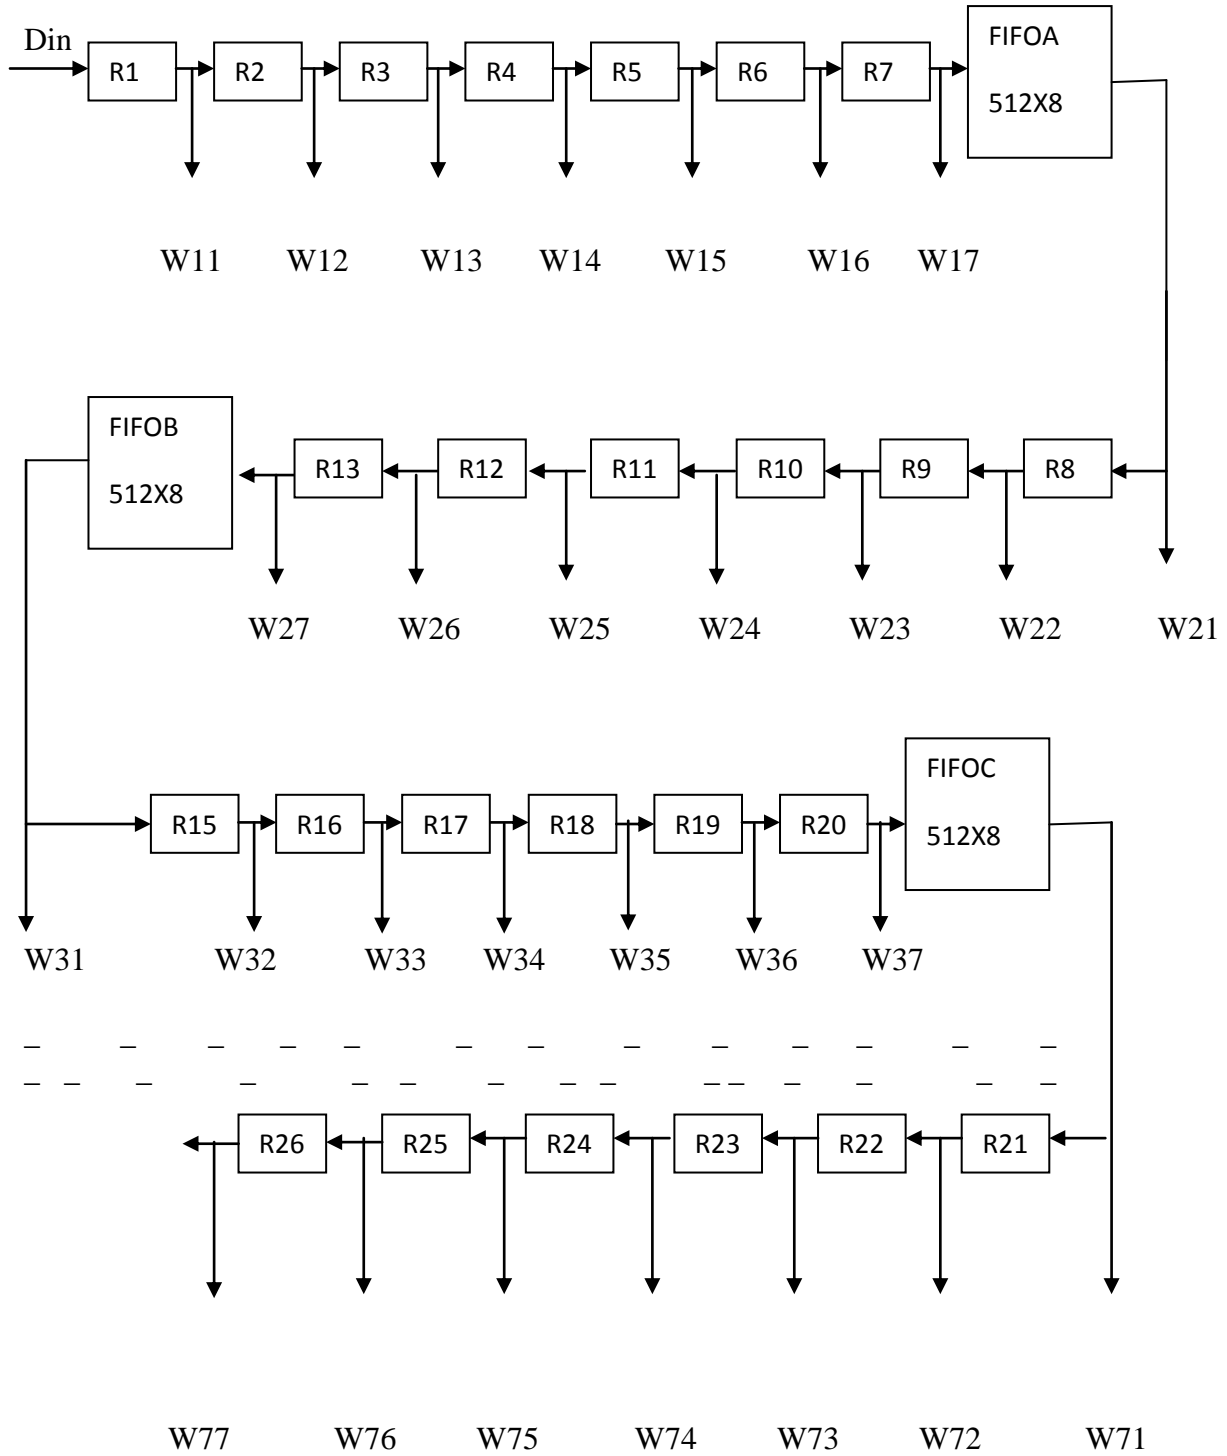 Din
R1 R2 R3 R4 R5 R6 R7 FIFOA
512X8
W11 W12 W13 W14 W15 W16 W17
FIFOB
512X8
R13 R12 R11 R10 R9 R8
W27 W26 W25 W24 W23 W22 W21
FIFOC
512X8
R15 R16 R17 R18 R19 R20
W31 W32 W33 W34 W35 W36 W37
R26 R25 R24 R23 R22 R21
W77 W76 W75 W74 W73 W72 W71